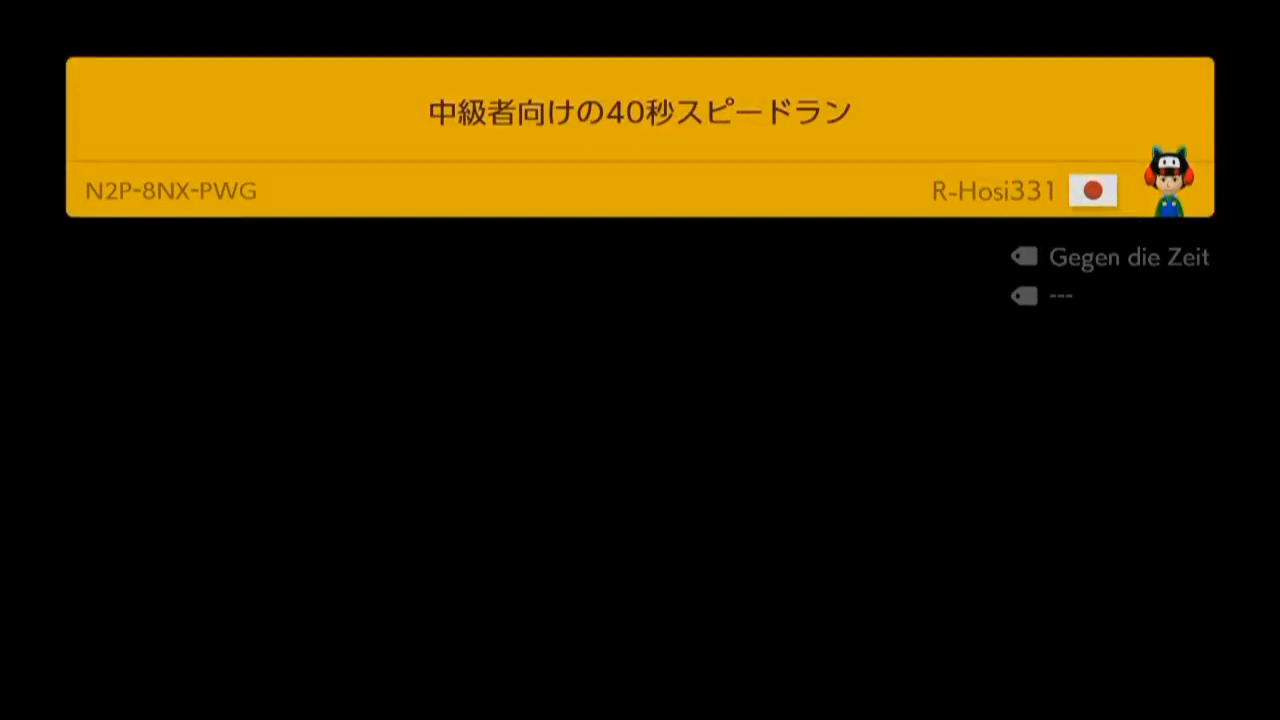 中級者向けの40秒スピードラン
N2P-8NX-PWG
R-Hosi331
Gegen die Zeit
---